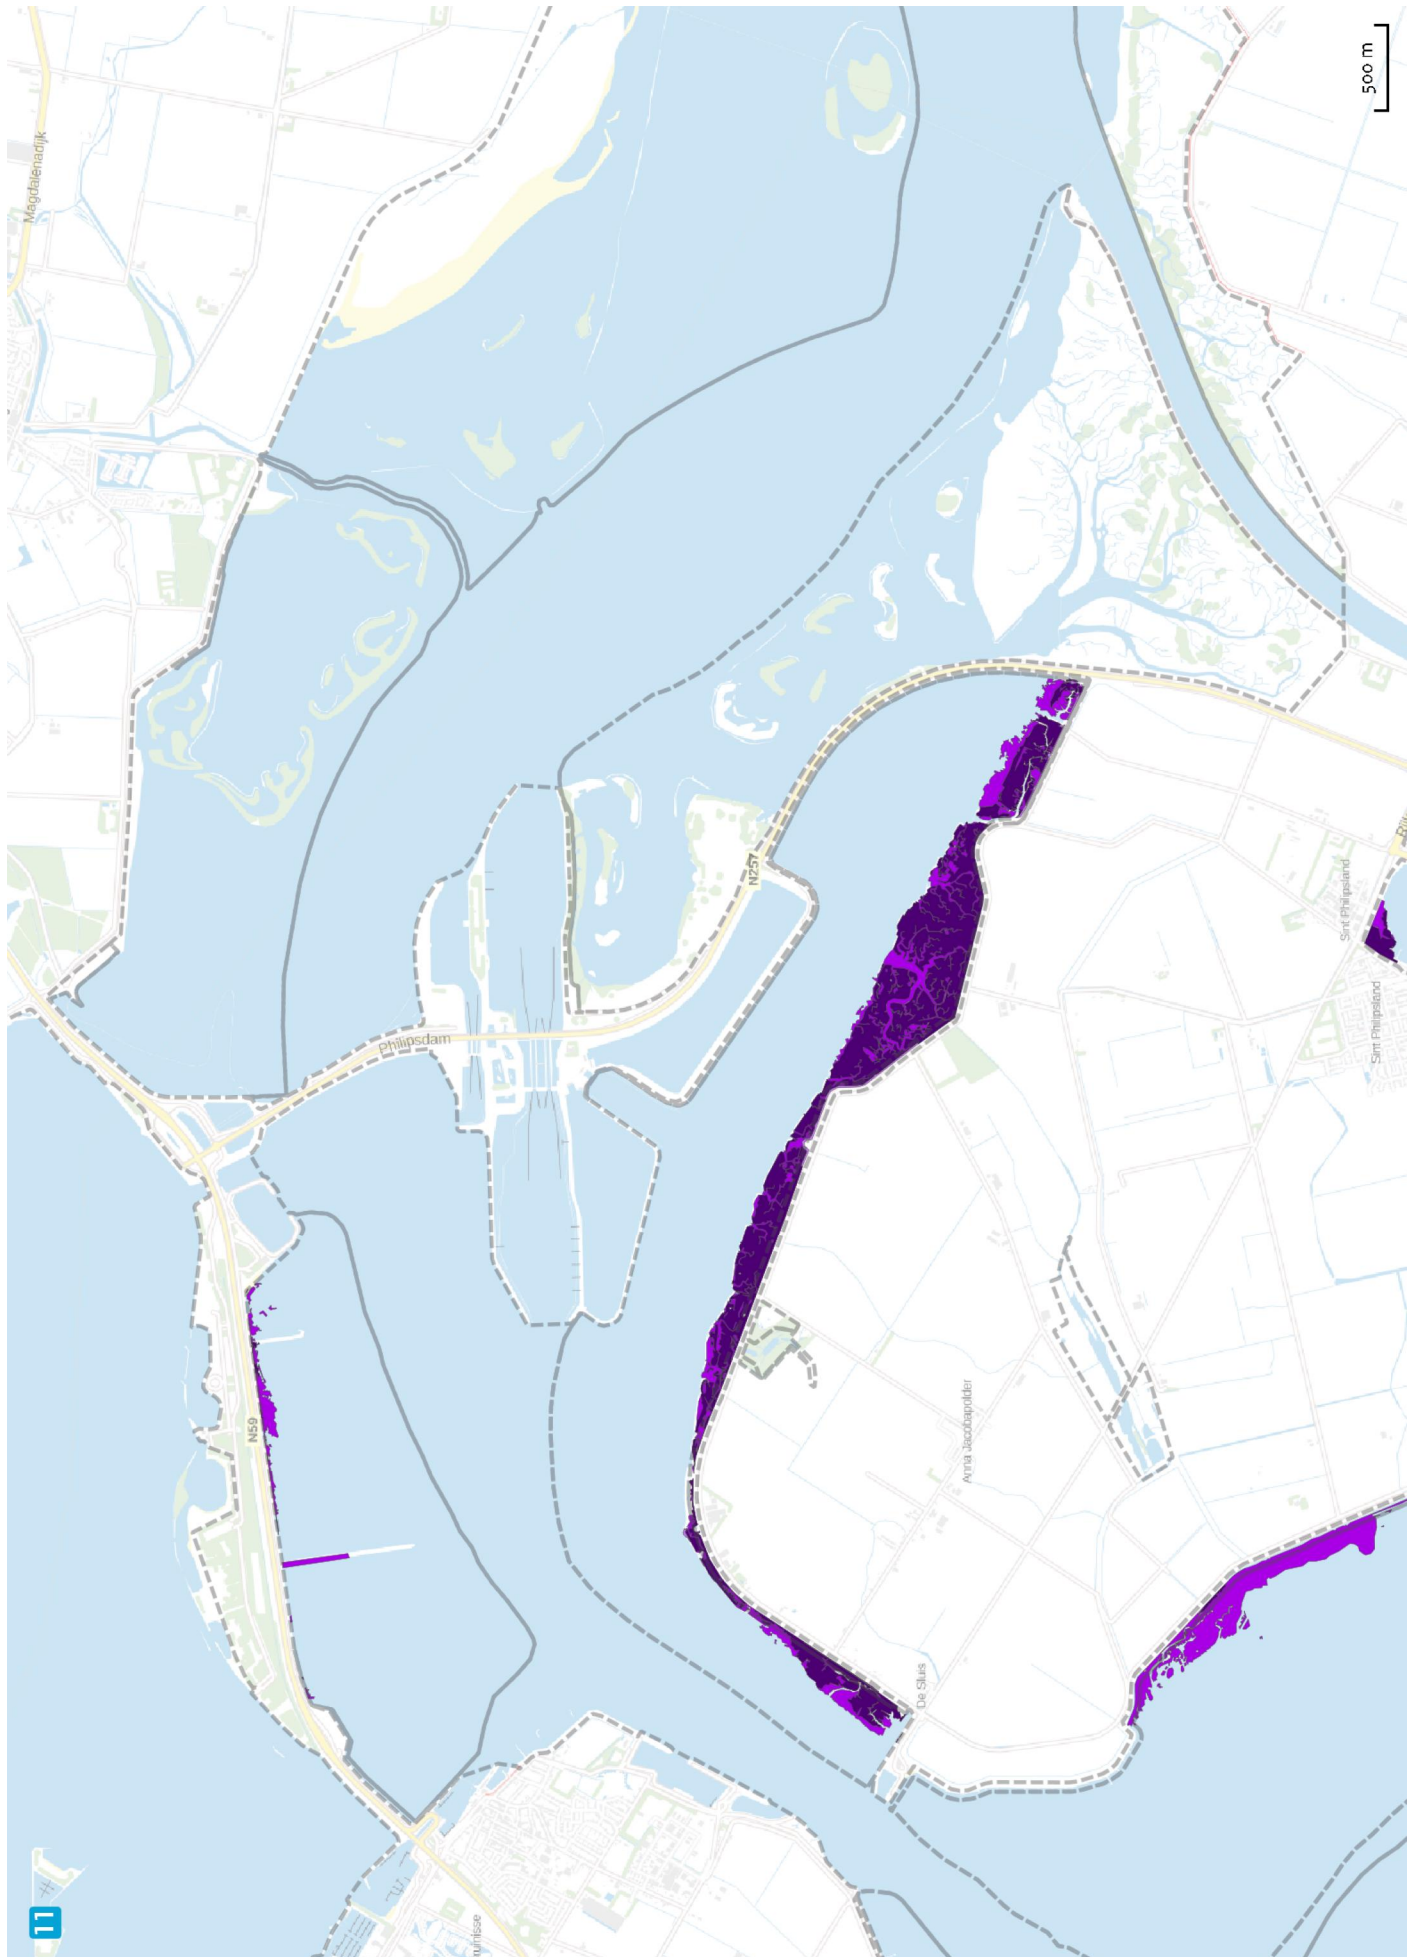 Magdalenadijk
500 m
N257
Philipsdam
Sint Philipsland
Sint Philipsland
N59
Anna Jacobapolder
De Sluis
11